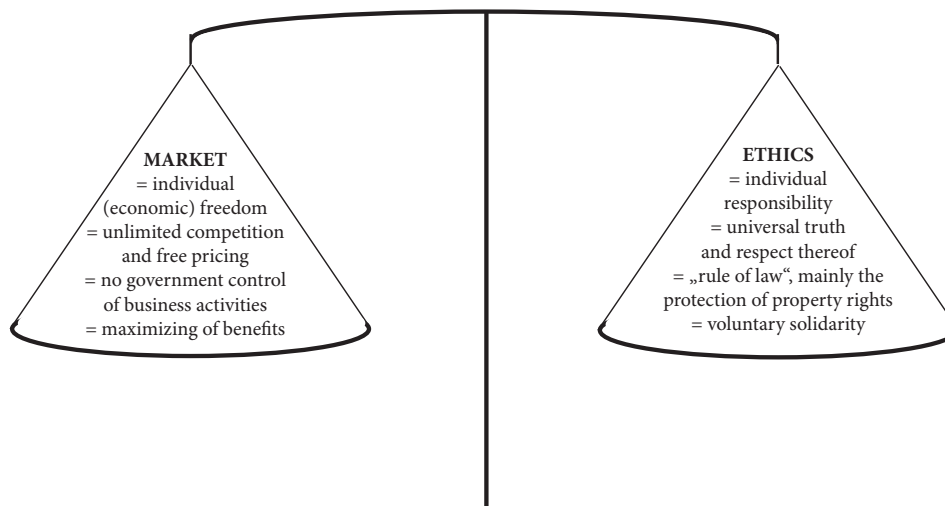 MARKET
= individual
(economic) freedom
= unlimited competition
and free pricing
= no government control
of business activities
= maximizing of benefits
ETHICS
= individual
responsibility
= universal truth
and respect thereof
= „rule of law“, mainly the
protection of property rights
= voluntary solidarity